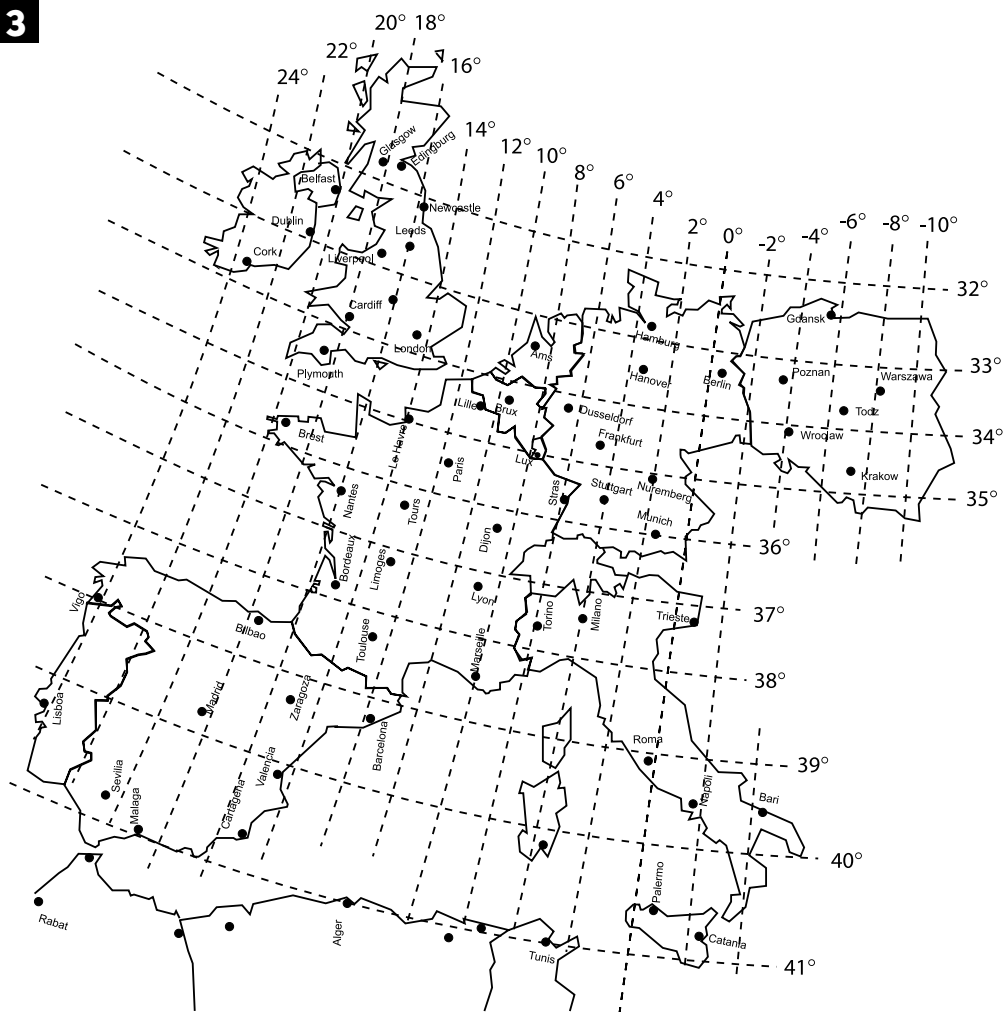 3
20° 18°
22°
24°
16°
14°
12° 10°
8°
6°
4°
2°
0°
-2°
-4°
-6°
-8°
-10°
Glasgow
Edingburg
Belfast
Newcastle
Dublin
Leeds
Cork
Liverpool
32°
Cardiff
Gdansk
London
Hamburg
Ams
33°
Plymouth
Hanover
Berlin
Poznan
Warszawa
Lille
Brux
Dusseldorf
Todz
Brest
Le Havre
Frankfurt
Wroclaw
34°
Lux
Paris
Krakow
Nantes
Tours
Stras
Stuttgart
Nuremberg
35°
Munich
Dijon
36°
Bordeaux
Limoges
Vigo
Lyon
Torino
Milano
Trieste
37°
Bilbao
Toulouse
Marseille
38°
Lisboa
Madrid
Zaragoza
Barcelona
Roma
39°
Sevilla
Valencia
Malaga
Cartagena
Napoli
Bari
40°
Palermo
Rabat
Alger
Catania
Tunis
41°